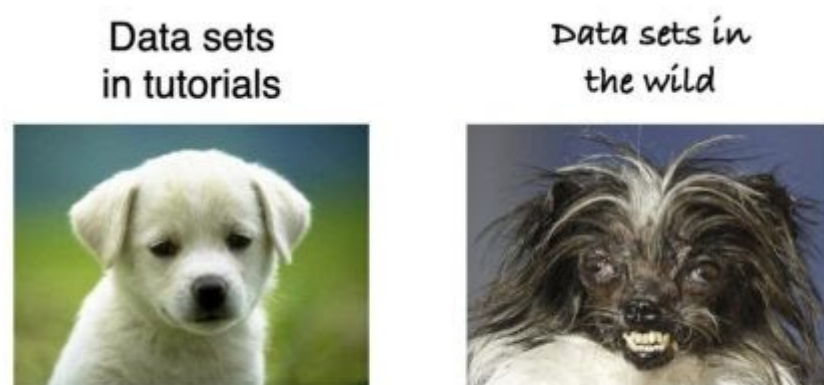 Data sets
in tutorials
Data sets in
the wild